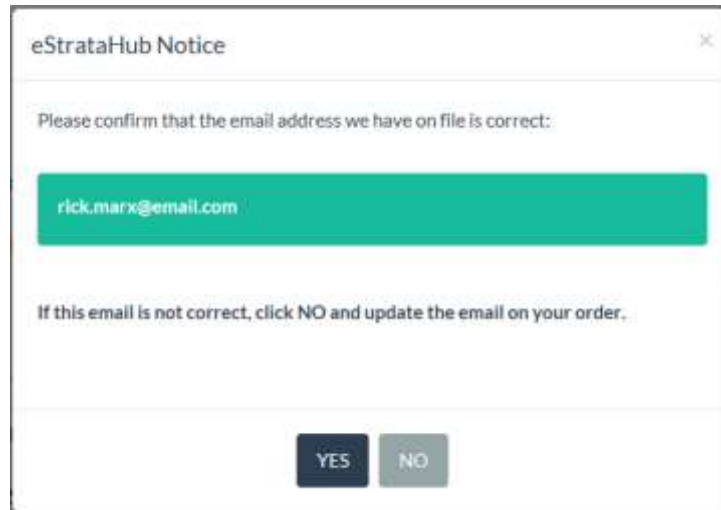 eStrataHub Notice
×
Please confirm that the email address we have on file is correct:
rick.marx@email.com
If this email is not correct, click NO and update the email on your order.
YES NO